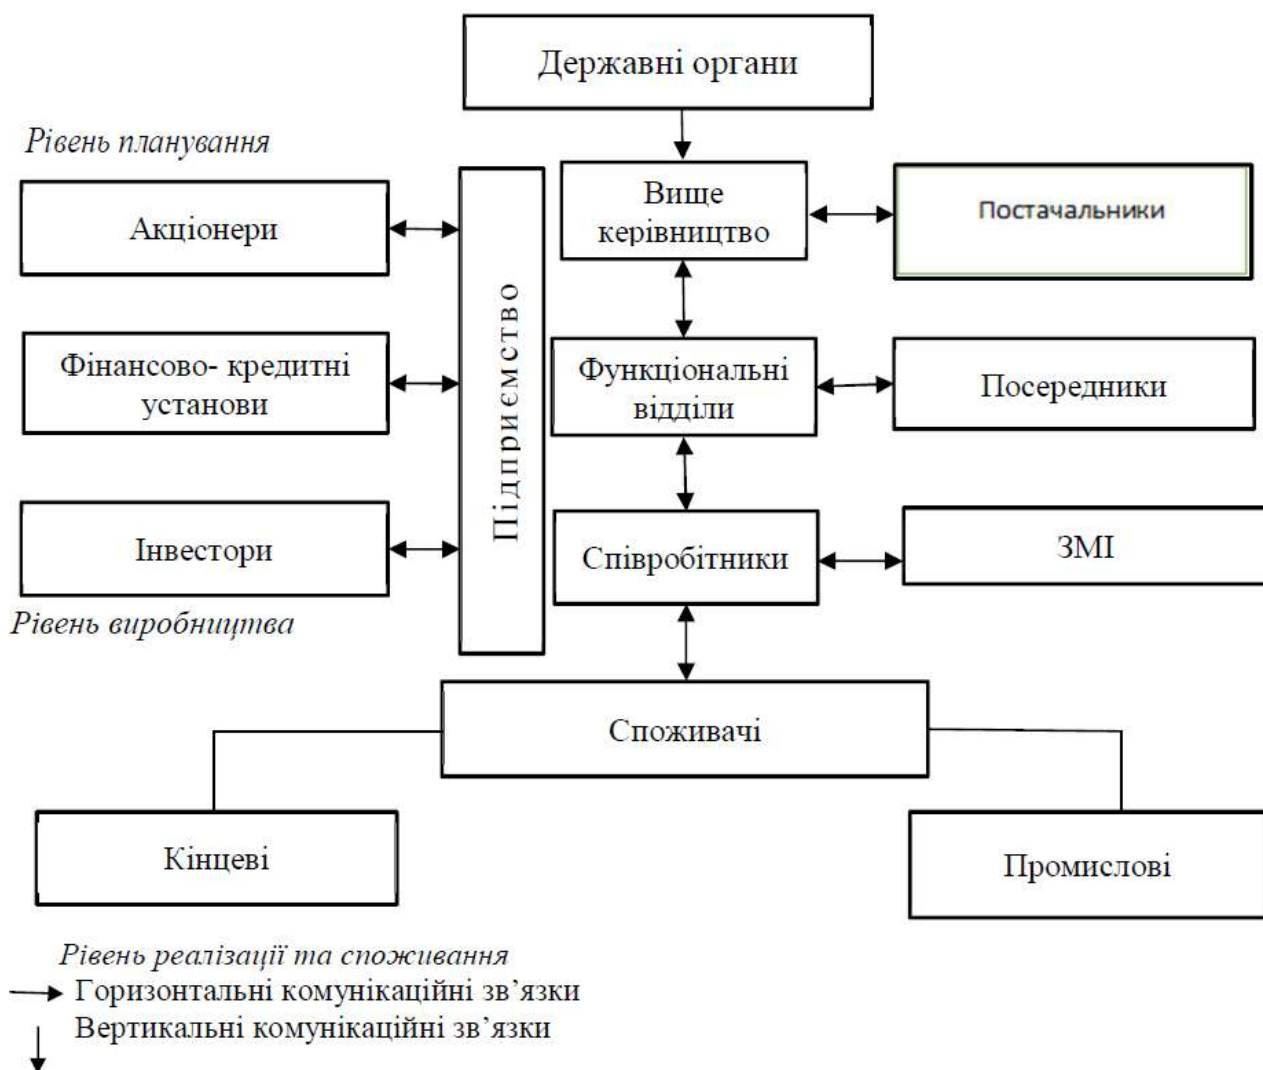 Державні органи
Рівень планування
Акціонери
Вище
керівництво
Постачальники
Підприємство
Фінансово- кредитні
установи
Функціональні
відділи
Посередники
Інвестори
Співробітники
ЗМІ
Рівень виробництва
Споживачі
Кінцеві
Промислові
Рівень реалізації та споживання
Горизонтальні комунікаційні зв’язки
Вертикальні комунікаційні зв’язки